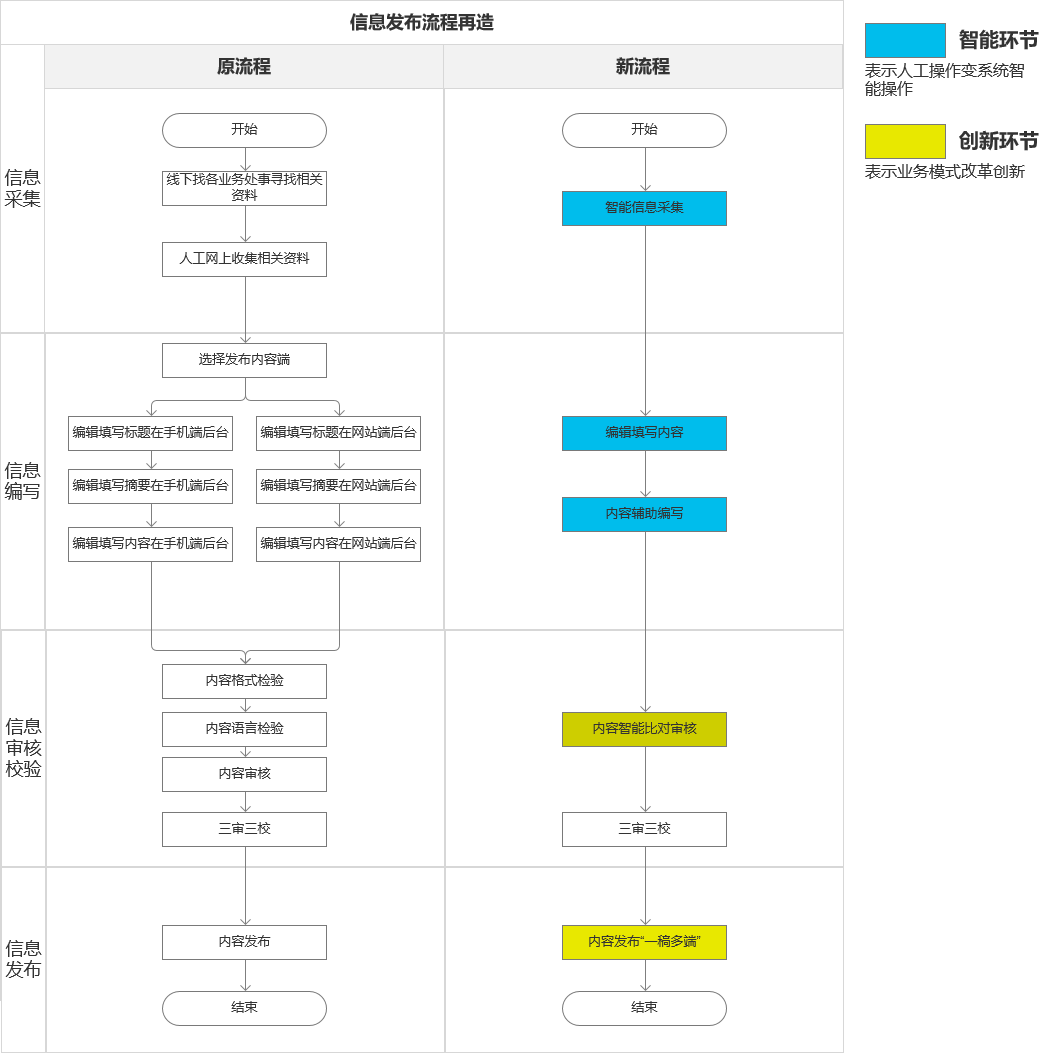 信息发布流程再造
原流程
新流程
智能环节
表示人工操作变系统智
能操作
创新环节
表示业务模式改革创新
信息
采集
开始
线下找各业务处事寻找相关
资料
人工网上收集相关资料
开始
智能信息采集
信息
编写
选择发布内容端
编辑填写标题在手机端后台
编辑填写标题在网站端后台
编辑填写摘要在手机端后台
编辑填写摘要在网站端后台
编辑填写内容在手机端后台
编辑填写内容在网站端后台
编辑填写内容
内容辅助编写
信息
审核
校验
内容格式检验
内容语言检验
内容审核
三审三校
内容智能比对审核
三审三校
信息
发布
内容发布
结束
内容发布“一稿多端”
结束